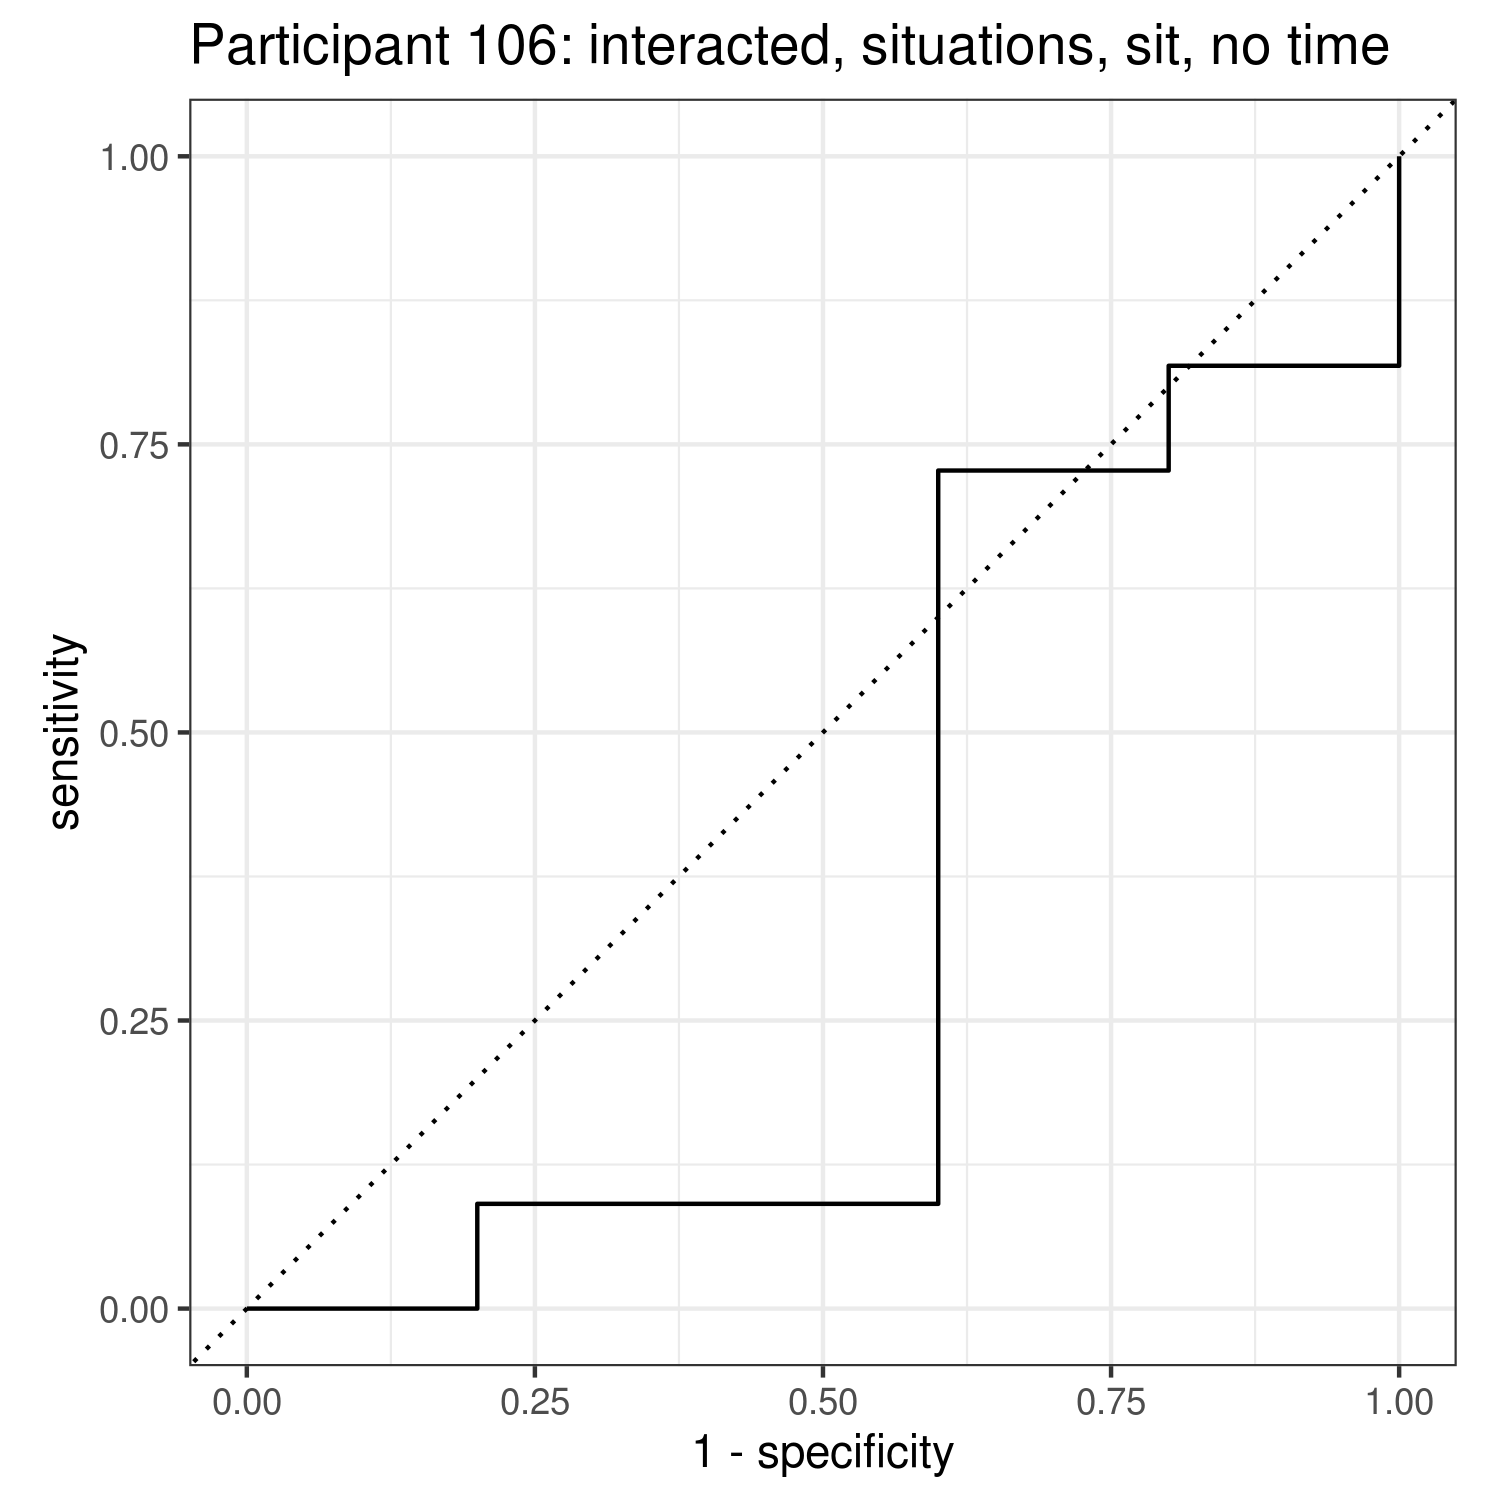 Participant 106: interacted, situations, sit, no time
1.00
0.75
0.50
0.25
0.00
sensitivity
0.00 0.25 0.50 0.75 1.00
1 - specificity